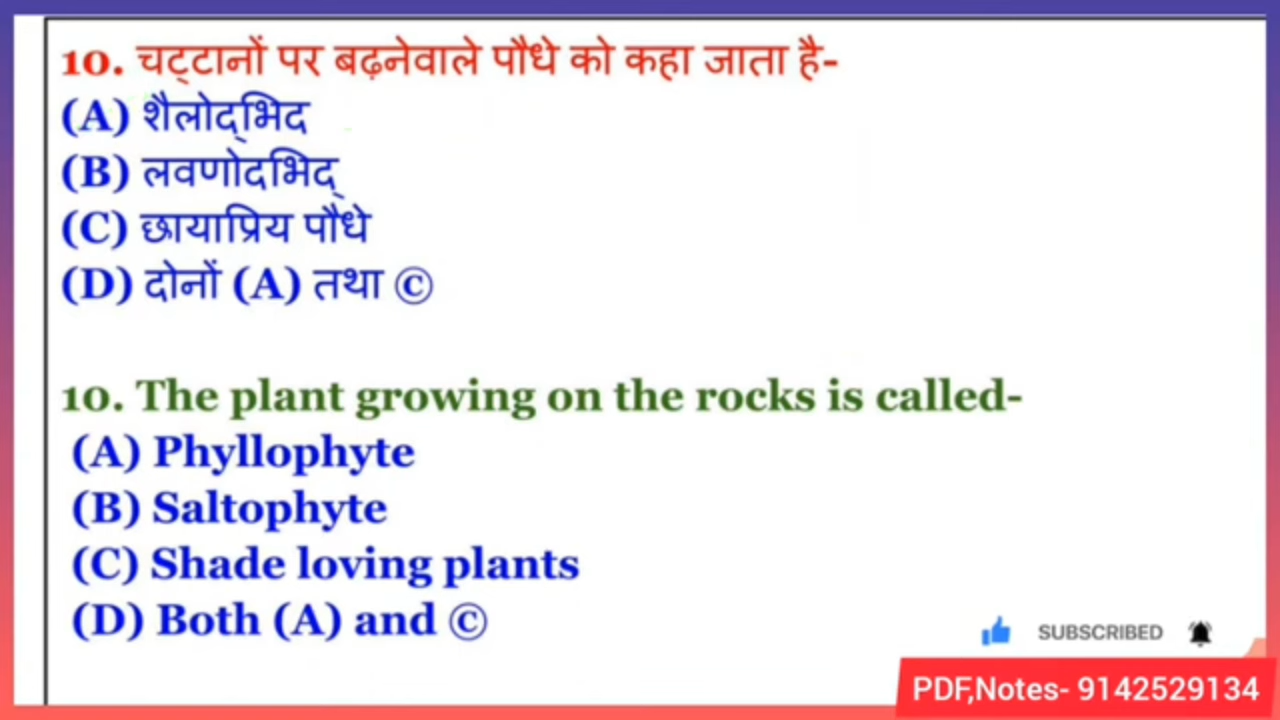 10. चट्टानों पर बढ़नेवाले पौधे को कहा जाता है-
(A) शैलोद्भिद
(B) लवणोदभिद्
(C) छायाप्रिय पौधे
(D) दोनों (A) तथा ©
10. The plant growing on the rocks is called-
(A) Phyllophyte
(B) Saltophyte
(C) Shade loving plants
(D) Both (A) and ©
SUBSCRIBED
PDF,Notes- 9142529134